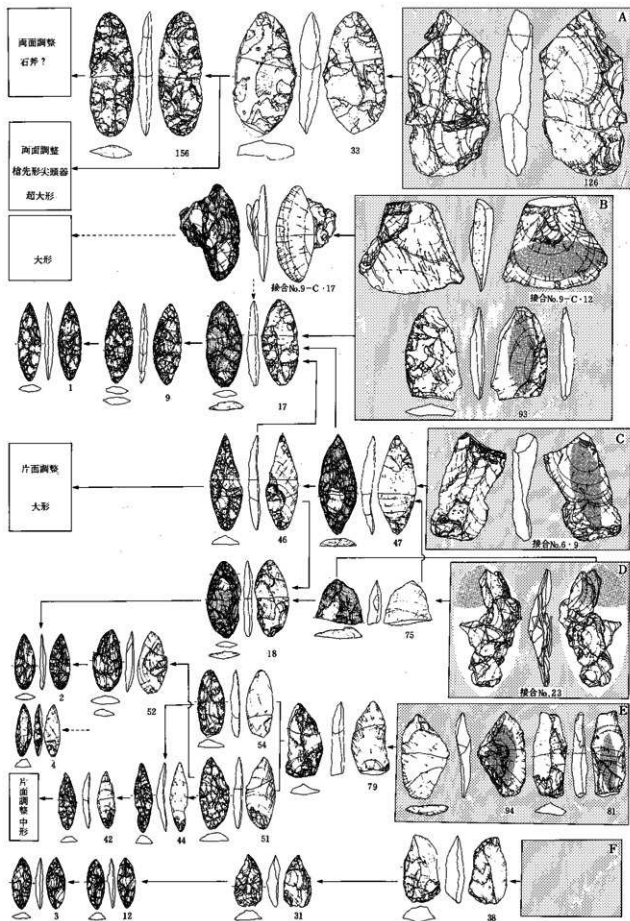 両面調整
石斧?
156
33
A
126
両面調整
槍先形尖頭器
超大形
大形
接合No.9-C・17
B
接合No.9-C・12
93
1
9
17
片面調整
大形
46
47
C
接合No.6・9
18
75
D
接合No.23
2
52
4
54
79
E
94
81
片面調整中形
42
44
51
3
12
31
38
F